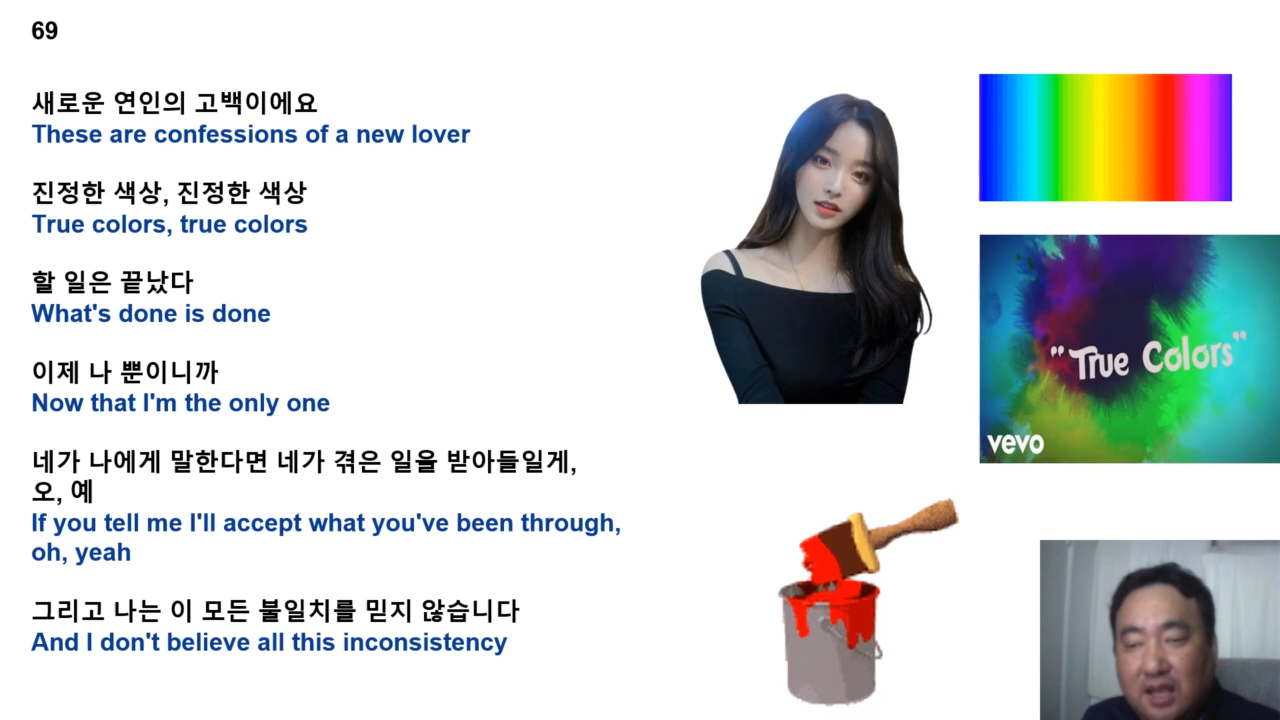 69
새로운 연인의 고백이에요
These are confessions of a new lover
진정한 색상, 진정한 색상
True colors, true colors
할 일은 끝났다
What's done is done
이제 나 뿐이니까
Now that I'm the only one
네가 나에게 말한다면 네가 겪은 일을 받아들일게,
오, 예
If you tell me I'll accept what you've been through,
oh, yeah
그리고 나는 이 모든 불일치를 믿지 않습니다
And I don't believe all this inconsistency
"True Colors"
vevo